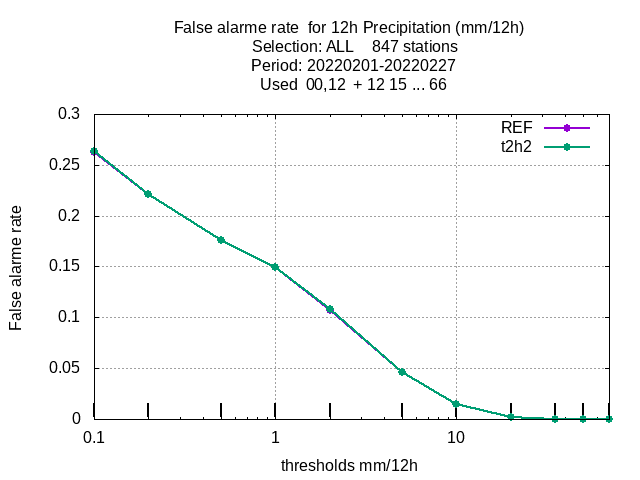 False alarme rate  for 12h Precipitation (mm/12h)
Selection: ALL    847 stations
Period: 20220201-20220227
Used  00,12  + 12 15 ... 66
0.3
REF
t2h2
0.25
0.2
0.15
0.1
0.05
0
False alarme rate
0.1
1
10
thresholds mm/12h